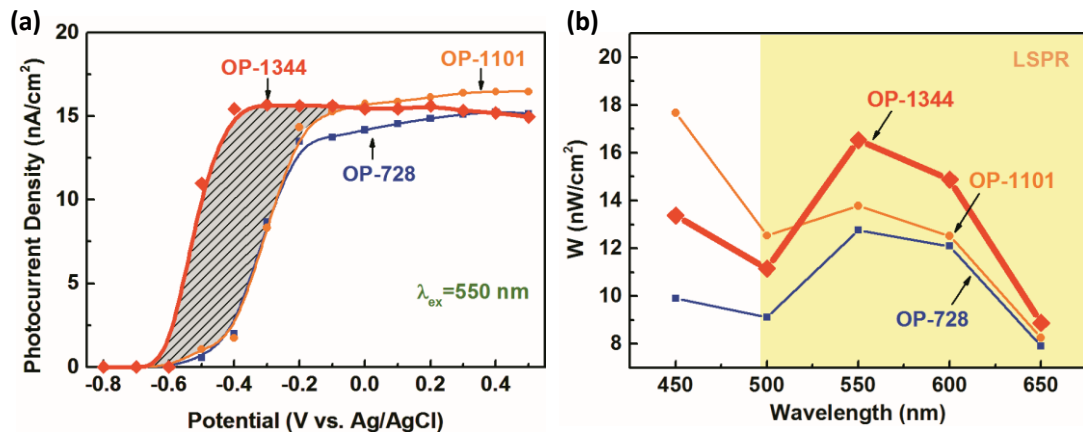 (a)
Photocurrent Density (nA/cm²)
20
15
10
5
0
OP-1344
OP-1101
OP-728
λex=550 nm
-0.8 -0.6 -0.4 -0.2 0.0 0.2 0.4
Potential (V vs. Ag/AgCl)
(b)
W (nW/cm²)
20
18
16
14
12
10
8
LSPR
OP-1344
OP-1101
OP-728
450 500 550 600 650
Wavelength (nm)